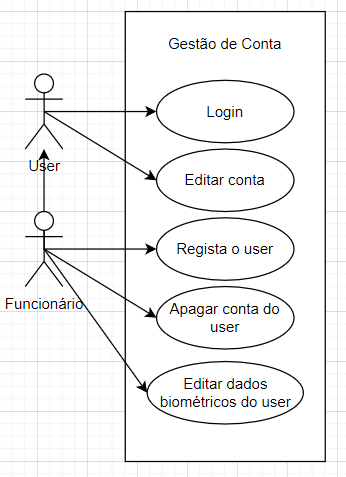 Gestão de Conta
Login
User
Editar conta
Regista o user
Funcionário
Apagar conta do
user
Editar dados
biométricos do user